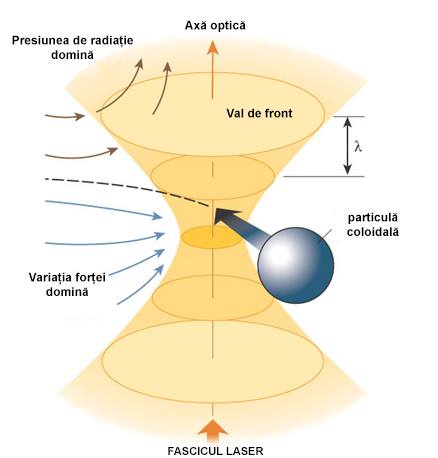 Axă optică
Presiunea de radiație
domină
Val de front
λ
particulă
coloidală
Variația forței
domină
FASCICUL LASER